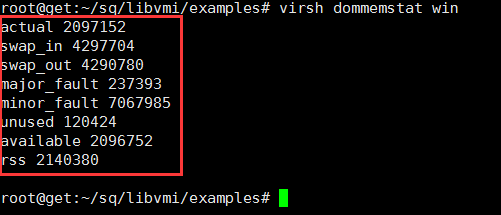 root@get:~/sq/libvmi/examples# virsh dommemstat win
actual 2097152
swap_in 4297704
swap_out 4290780
major_fault 237393
minor_fault 7067985
unused 120424
available 2096752
rss 2140380
root@get:~/sq/libvmi/examples#